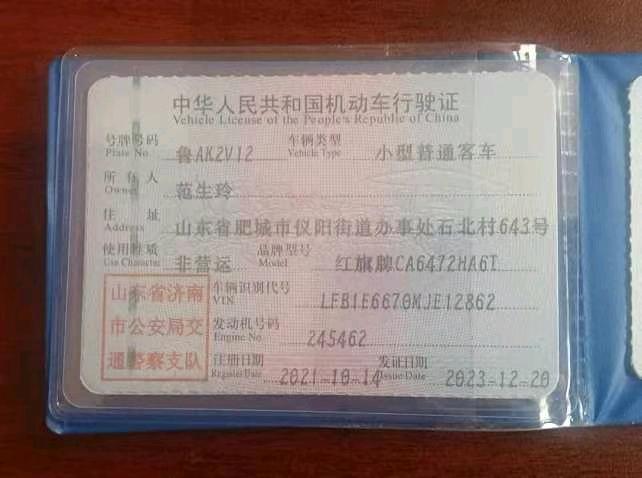 中华人民共和国机动车行驶证
Vehicle License of the People's Republic of China
号牌号码 鲁AK2V12 车辆类型 小型普通客车
Plate No. Vehicle Type
所有人 范生玲
Owner
住址 山东省肥城市仪阳街道办事处石北村643号
Address
使用性质 非营运 品牌型号 红旗牌CA6472HA6T
Use Character Model
山东省济南
市公安局交
通警察支队
车辆识别代号 LFB1E6670MJE12862
VIN
发动机号码 245462
Engine No.
注册日期 2021-10-14 发证日期 2023-12-20
Register Date Issue Date